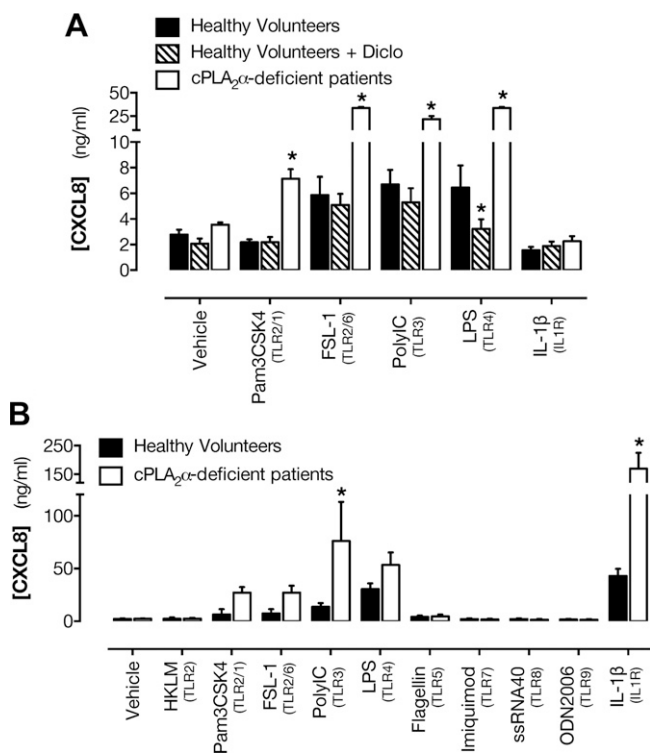 A
Healthy Volunteers
Healthy Volunteers + Diclo
cPLA₂α-deficient patients
[CXCL8] (ng/ml)
50
25
10
8
6
4
2
0
*
*
*
*
*
Vehicle
Pam3CSK4 (TLR2/1)
FSL-1 (TLR2/6)
PolyIC (TLR3)
LPS (TLR4)
IL-1β (IL1R)
B
Healthy Volunteers
cPLA₂α-deficient patients
[CXCL8] (ng/ml)
250
150
100
50
0
*
*
Vehicle
HKLM (TLR2)
Pam3CSK4 (TLR2/1)
FSL-1 (TLR2/6)
PolyIC (TLR3)
LPS (TLR4)
Flagellin (TLR5)
Imiquimod (TLR7)
ssRNA40 (TLR8)
ODN2006 (TLR9)
IL-1β (IL1R)